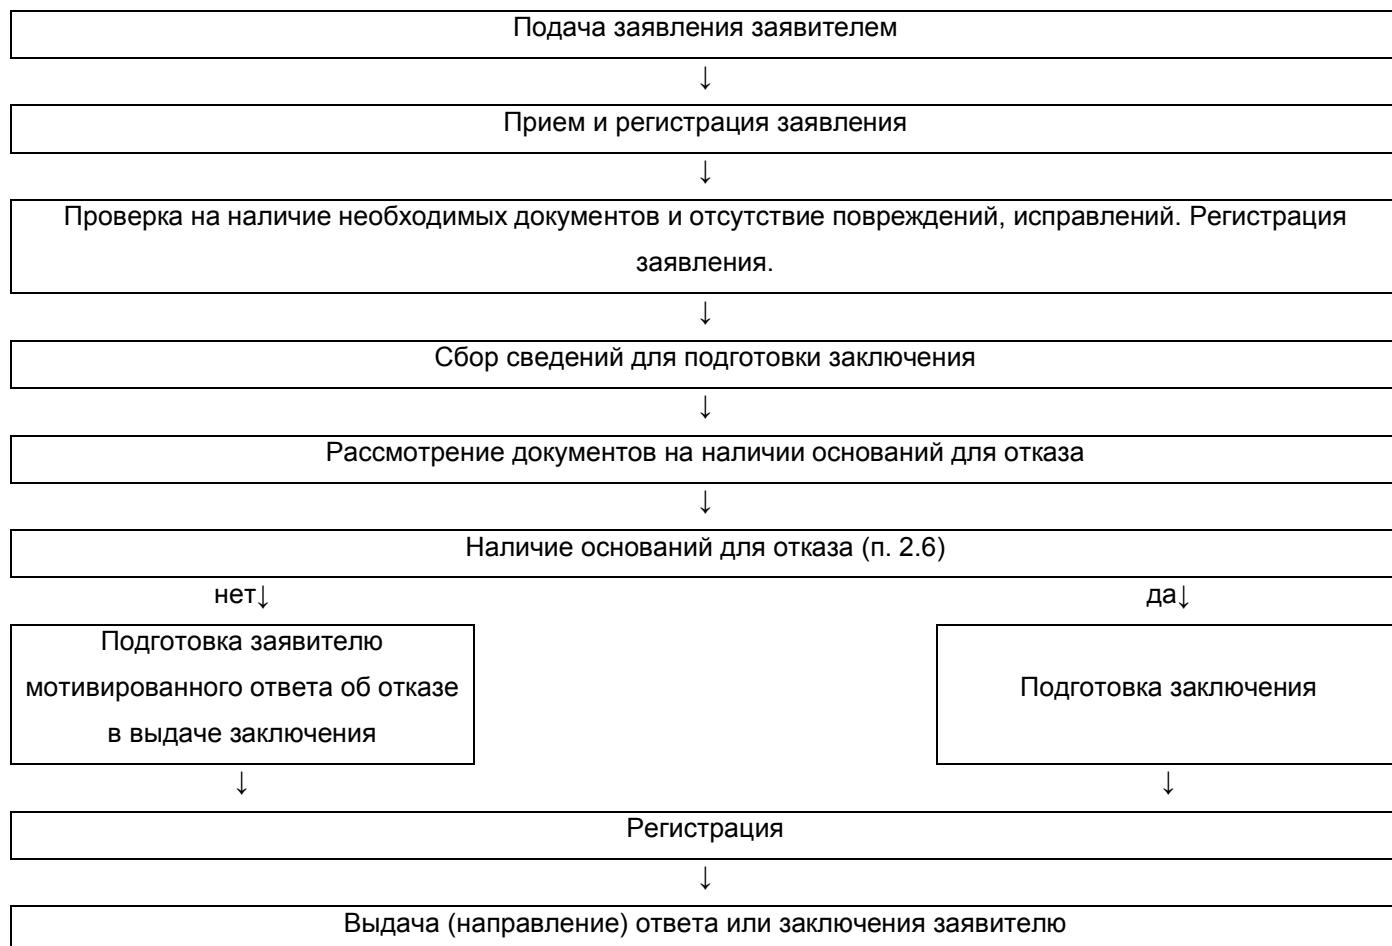 Подача заявления заявителем
↓
Прием и регистрация заявления
↓
Проверка на наличие необходимых документов и отсутствие повреждений, исправлений. Регистрация
заявления.
↓
Сбор сведений для подготовки заключения
↓
Рассмотрение документов на наличии оснований для отказа
↓
Наличие оснований для отказа (п. 2.6)
нет↓ да↓
Подготовка заявителю
мотивированного ответа об отказе
в выдаче заключения
Подготовка заключения
↓ ↓
Регистрация
↓
Выдача (направление) ответа или заключения заявителю